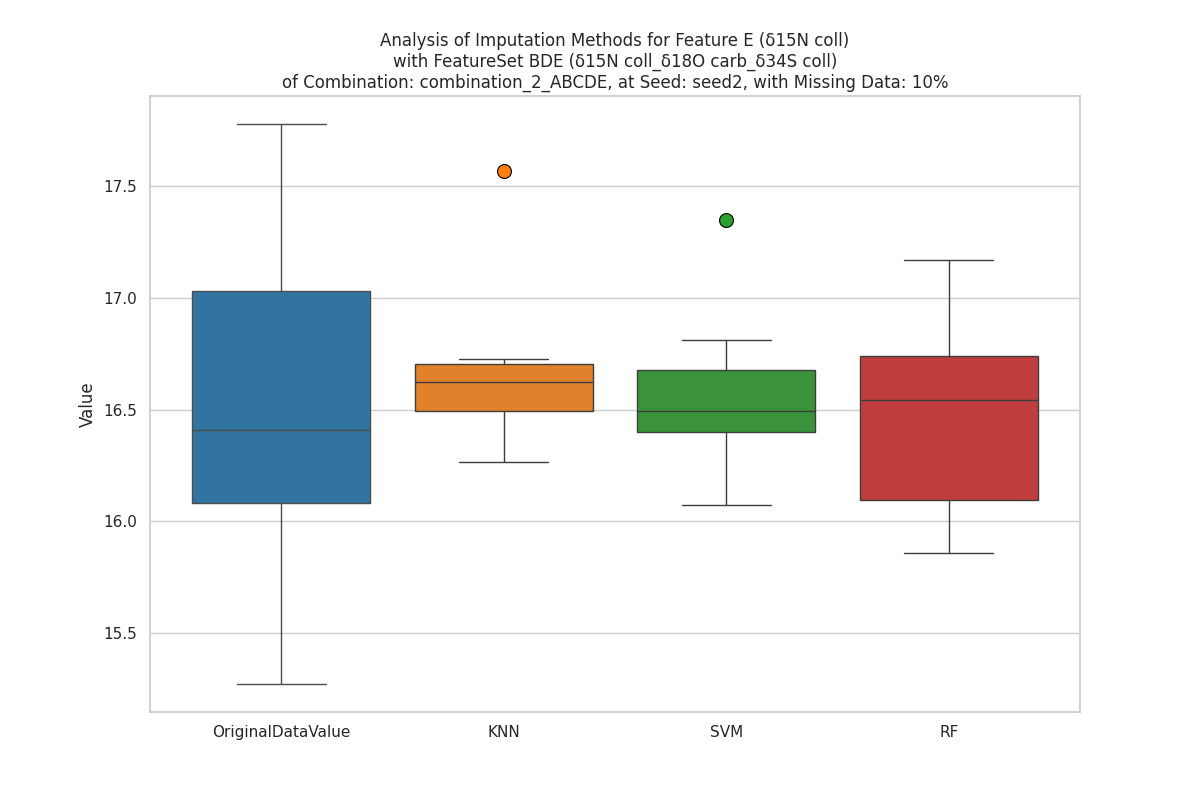 Analysis of Imputation Methods for Feature E (δ15N coll)
with FeatureSet BDE (δ15N coll_δ18O carb_δ34S coll)
of Combination: combination_2_ABCDE, at Seed: seed2, with Missing Data: 10%
17.5
17.0
16.5
16.0
15.5
Value
OriginalDataValue
KNN
SVM
RF